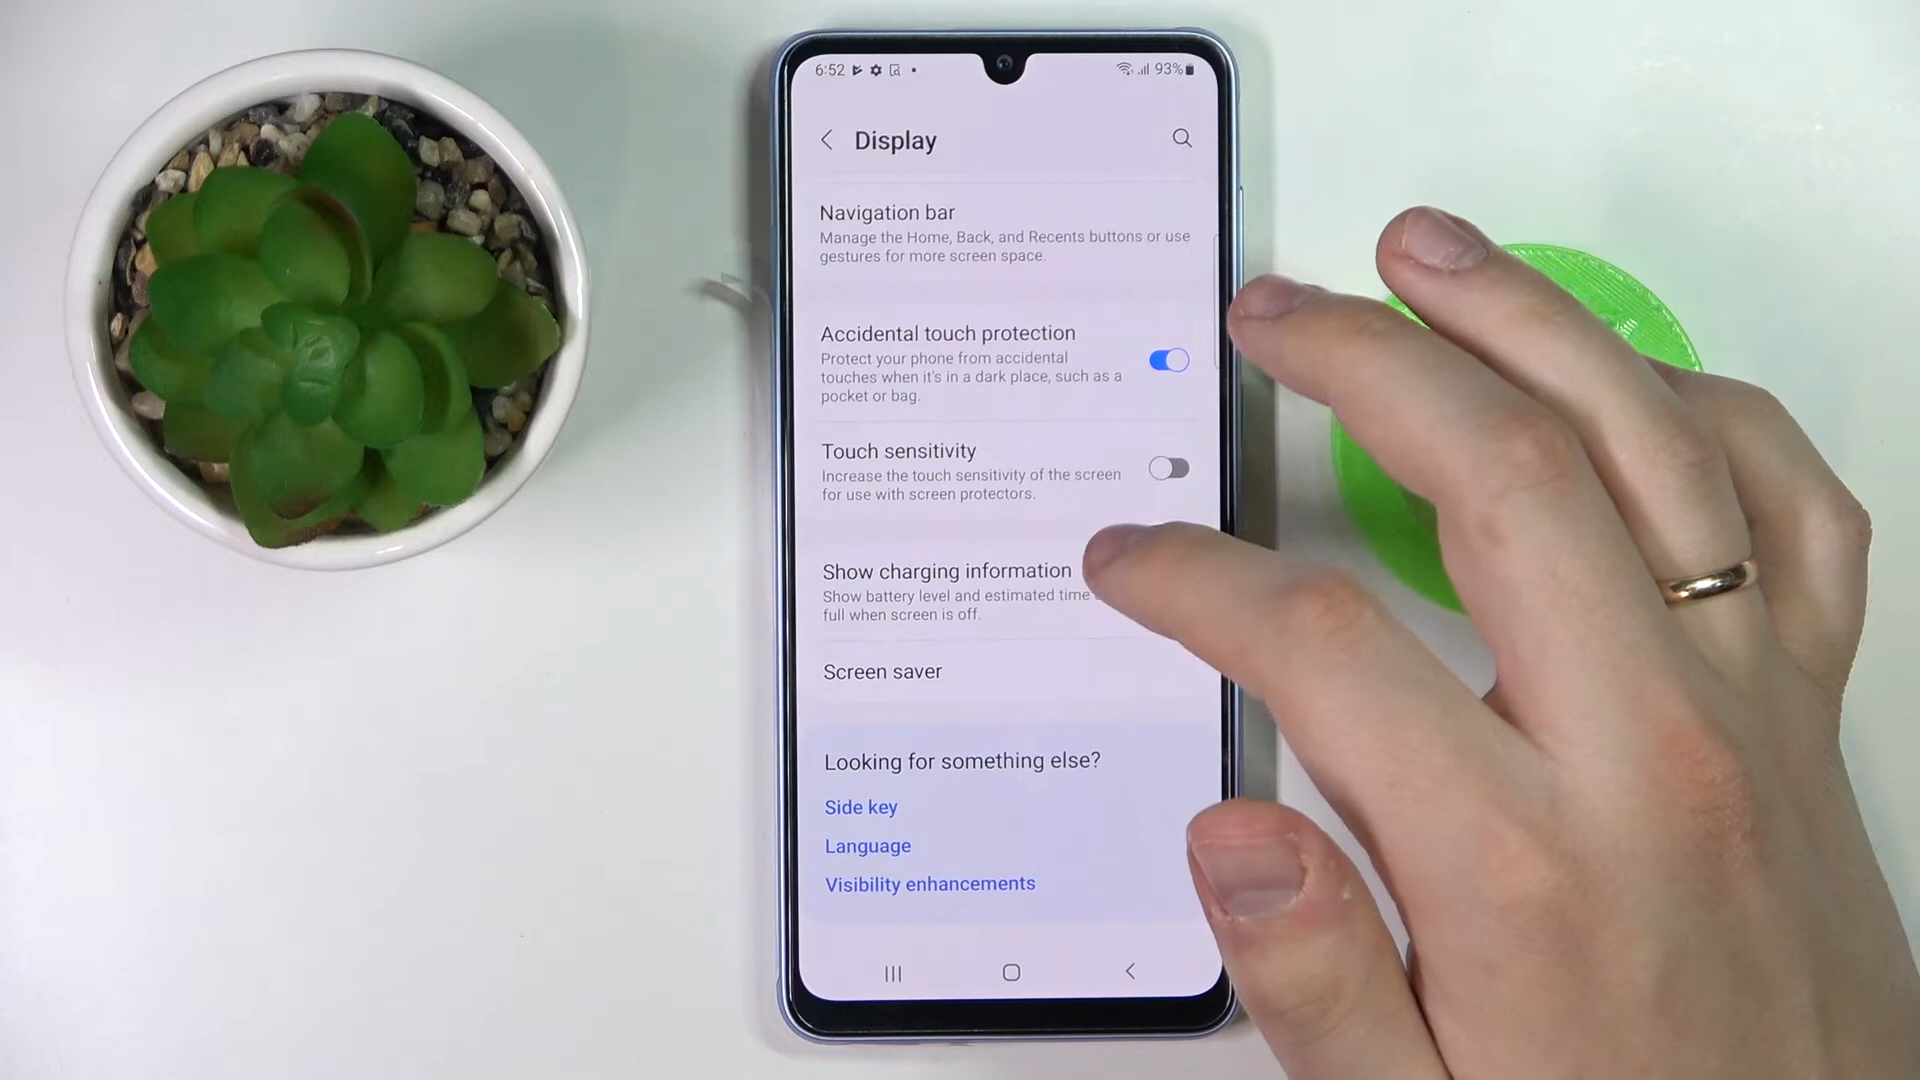 6:52
93%
Display
Navigation bar
Manage the Home, Back, and Recents buttons or use
gestures for more screen space.
Accidental touch protection
Protect your phone from accidental
touches when it's in a dark place, such as a
pocket or bag.
Touch sensitivity
Increase the touch sensitivity of the screen
for use with screen protectors.
Show charging information
Show battery level and estimated time
full when screen is off.
Screen saver
Looking for something else?
Side key
Language
Visibility enhancements